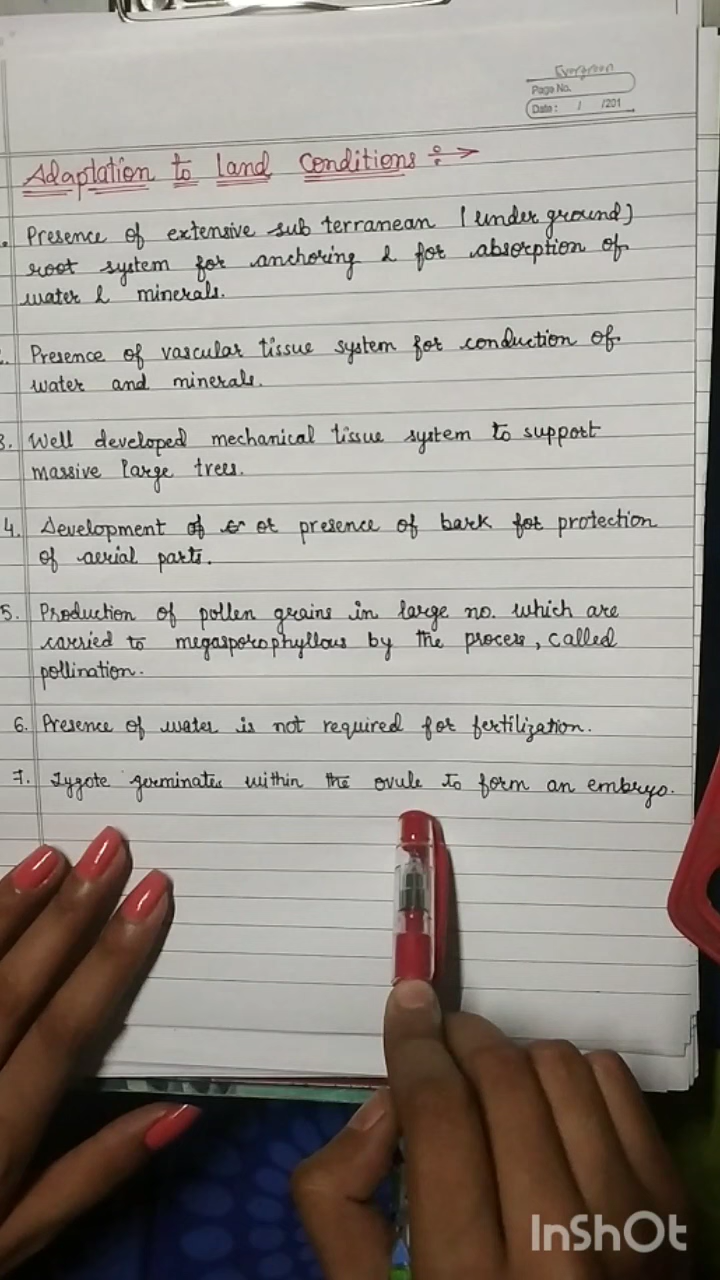 Evergreen
Page No.
Date : / /201
Adaptation to land Conditions :->
Presence of extensive sub terranean (under ground)
root system for anchoring & for absorption of
water & minerals.
Presence of vascular tissue system for conduction of
water and minerals.
3. Well developed mechanical tissue system to support
massive large trees.
4. Development of or presence of bark for protection
of aerial parts.
5. Production of pollen grains in large no. which are
carried to megasporophyllous by the process, called
pollination.
6. Presence of water is not required for fertilization.
7. Zygote germinates within the ovule to form an embryo.
InShOt